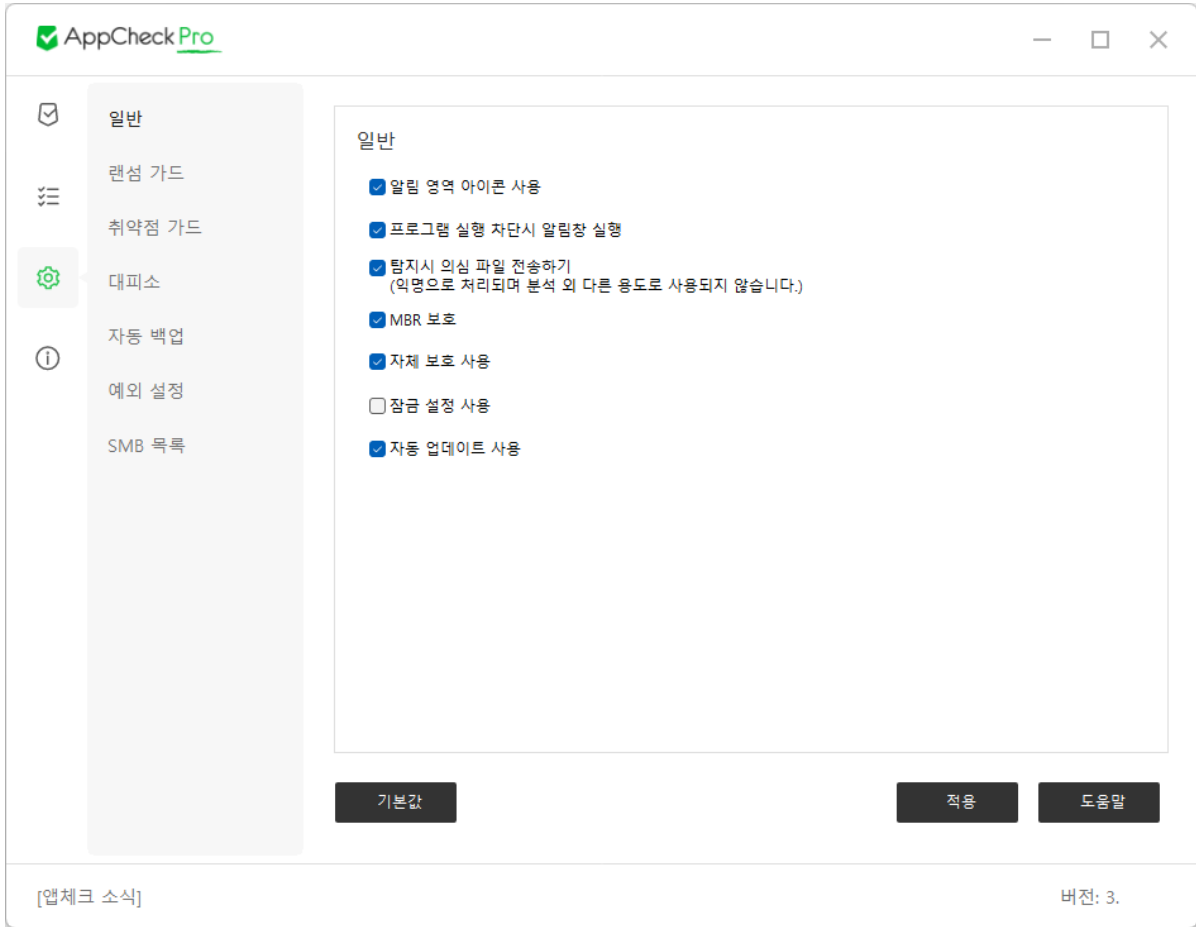 AppCheck Pro
일반
랜섬 가드
취약점 가드
대피소
자동 백업
예외 설정
SMB 목록
일반
알림 영역 아이콘 사용
프로그램 실행 차단시 알림창 실행
탐지시 의심 파일 전송하기
(익명으로 처리되며 분석 외 다른 용도로 사용되지 않습니다.)
MBR 보호
자체 보호 사용
잠금 설정 사용
자동 업데이트 사용
기본값
적용
도움말
[앱체크 소식]
버전: 3.